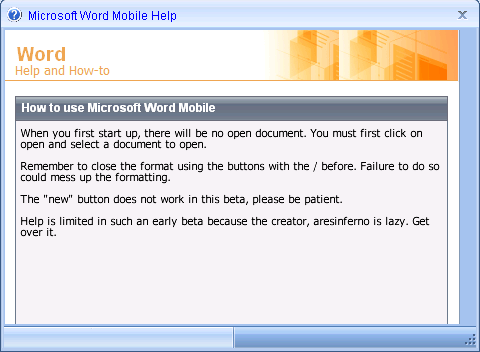 Microsoft Word Mobile Help
Word
Help and How-to
How to use Microsoft Word Mobile
When you first start up, there will be no open document. You must first click on
open and select a document to open.
Remember to close the format using the buttons with the / before. Failure to do so
could mess up the formatting.
The "new" button does not work in this beta, please be patient.
Help is limited in such an early beta because the creator, aresinferno is lazy. Get
over it.